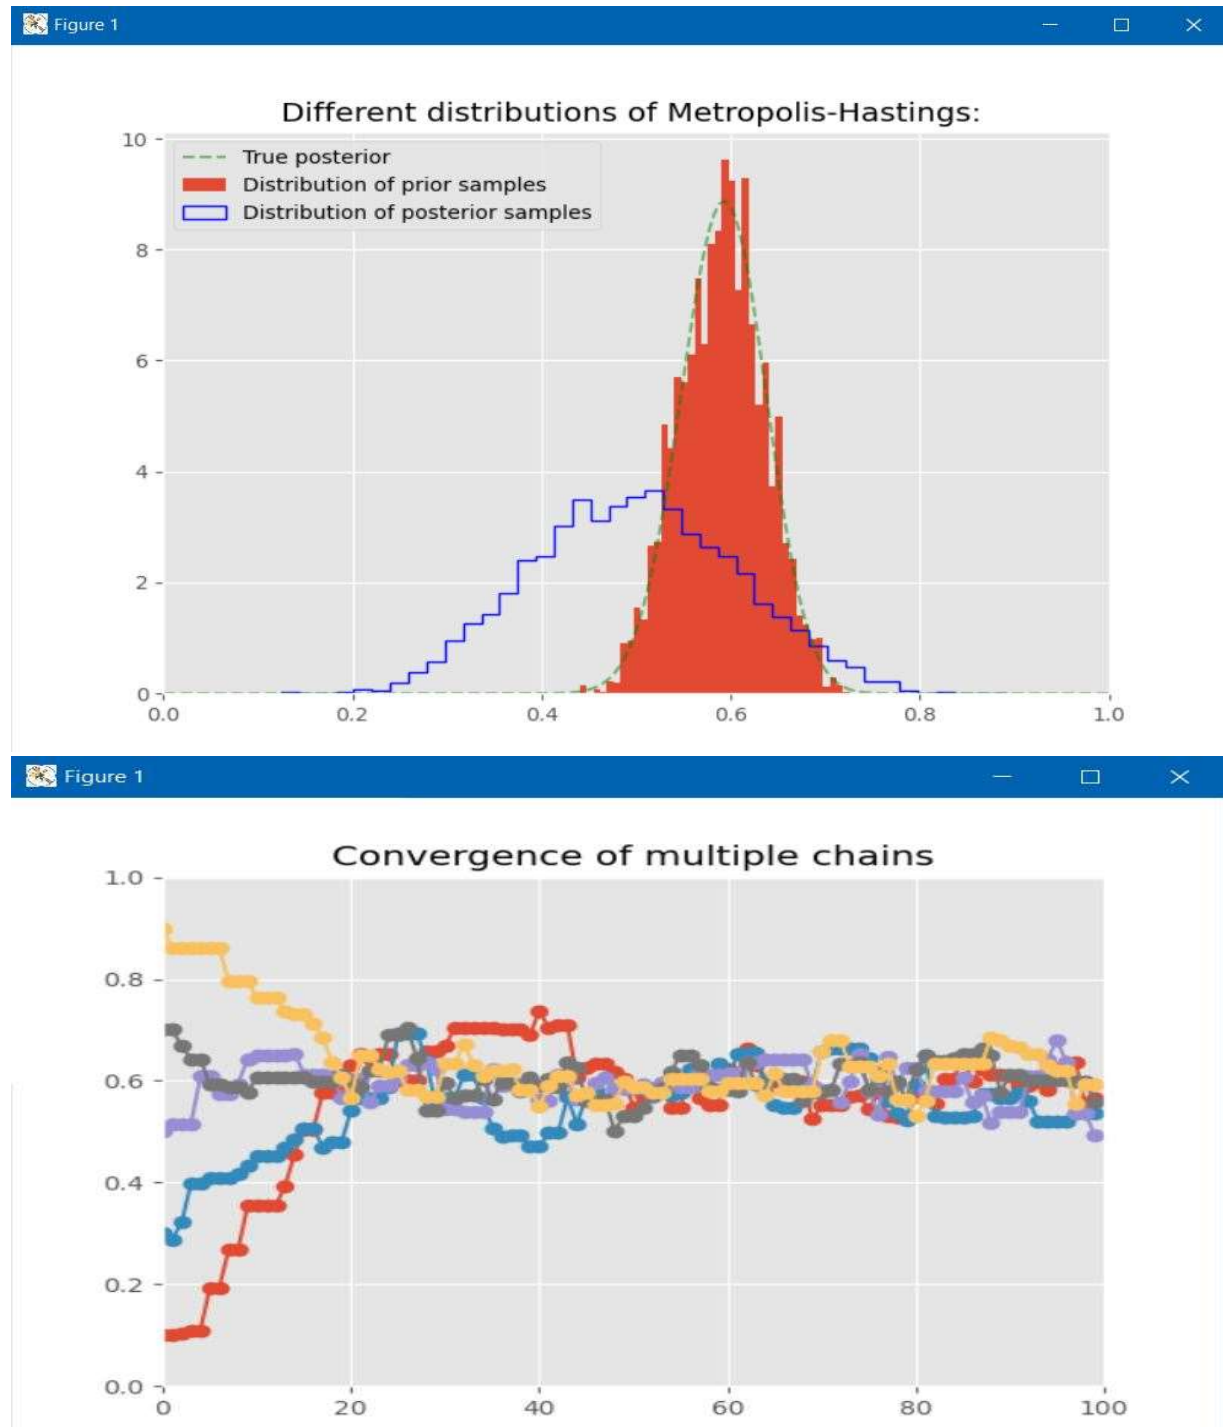 Figure 1
Different distributions of Metropolis-Hastings:
True posterior
Distribution of prior samples
Distribution of posterior samples
10
8
6
4
2
0
0.0 0.2 0.4 0.6 0.8 1.0
Figure 1
Convergence of multiple chains
1.0
0.8
0.6
0.4
0.2
0.0
0 20 40 60 80 100